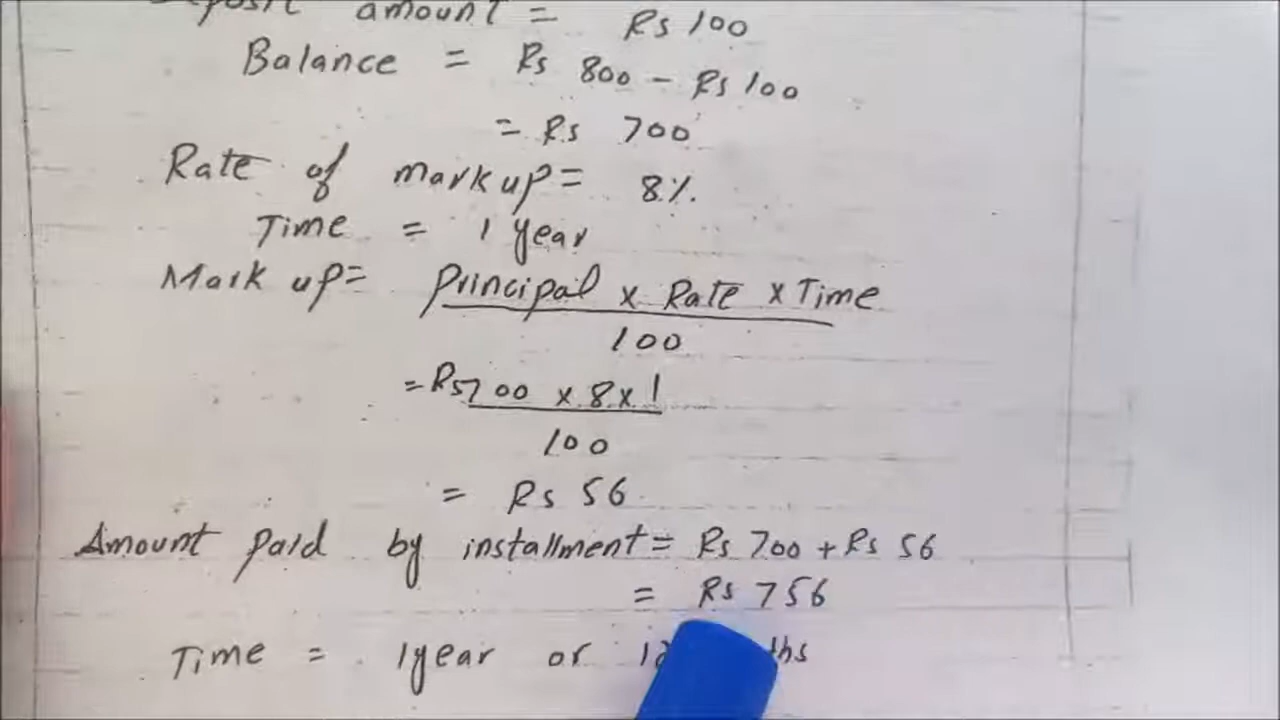 amount = Rs 100
Balance = Rs 800 - Rs 100
= Rs 700
Rate of markup = 8%.
Time = 1 year
Mark up = Principal x Rate x Time
100
= Rs 700 x 8 x 1
100
= Rs 56
Amount Paid by installment = Rs 700 + Rs 56
= Rs 756
Time = 1year or